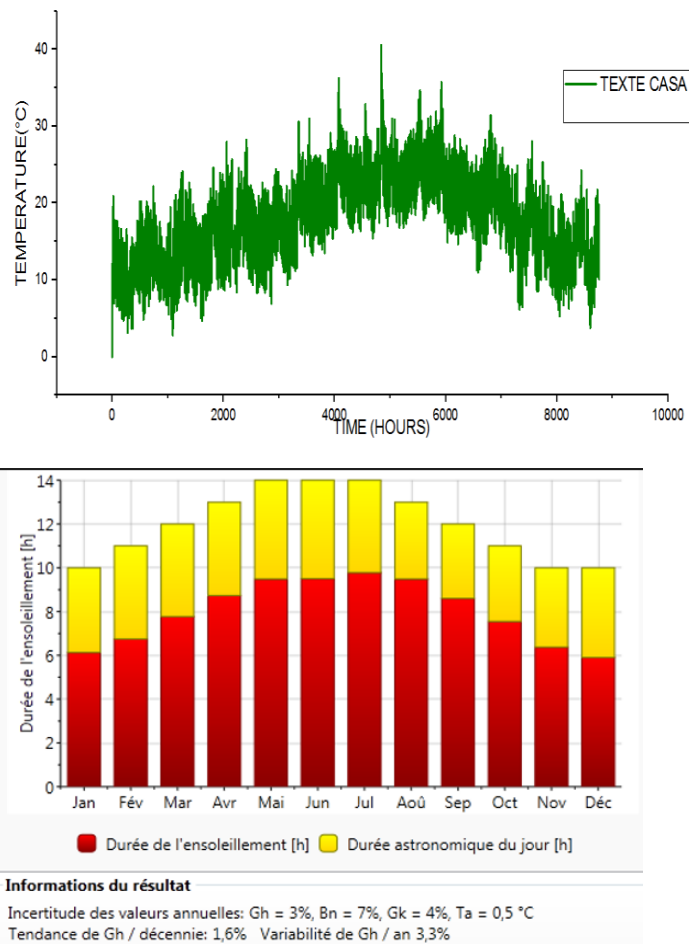 TEMPERATURE(°C)
40
30
20
10
0
TEXTE CASA
0 2000 4000 6000 8000 10000
TIME (HOURS)
Durée de l'ensoleillement [h]
14
12
10
8
6
4
2
0
Jan Fév Mar Avr Mai Jun Jul Aoû Sep Oct Nov Déc
Durée de l'ensoleillement [h] Durée astronomique du jour [h]
Informations du résultat
Incertitude des valeurs annuelles: Gh = 3%, Bn = 7%, Gk = 4%, Ta = 0,5 °C
Tendance de Gh / décennie: 1,6% Variabilité de Gh / an 3,3%